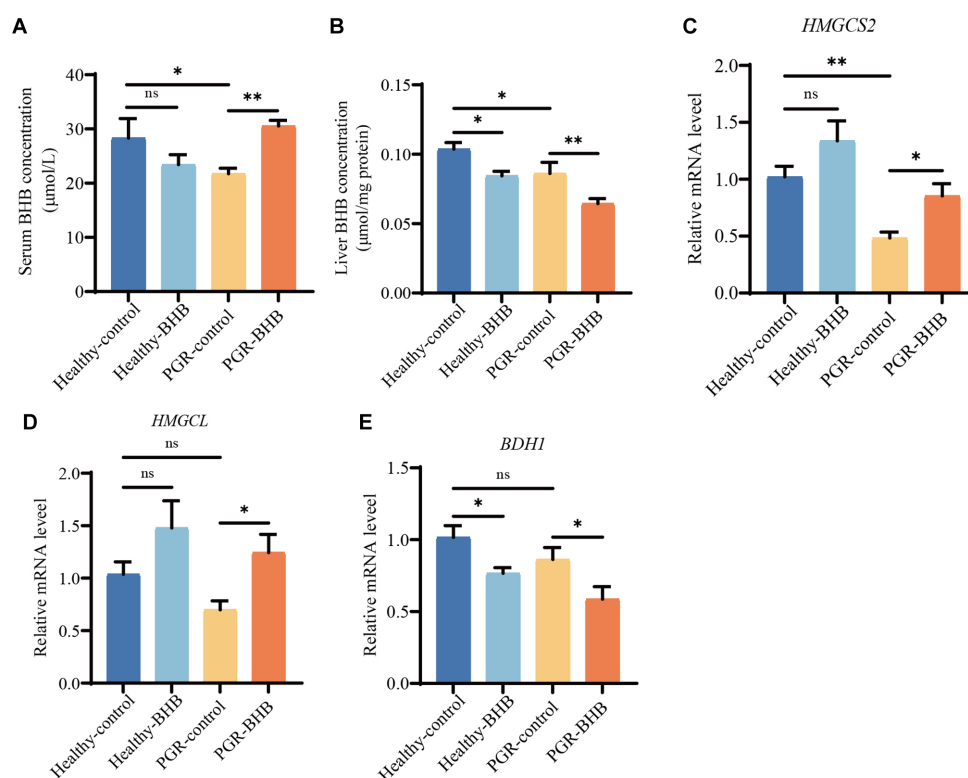 A
Serum BHB concentration
(μmol/L)
40
30
20
10
0
*
ns
**
Healthy-control
Healthy-BHB
PGR-control
PGR-BHB
B
Liver BHB concentration
(μmol/mg protein)
0.15
0.10
0.05
0.00
*
*
**
Healthy-control
Healthy-BHB
PGR-control
PGR-BHB
C
HMGCS2
Relative mRNA leveel
2.0
1.5
1.0
0.5
0.0
**
ns
*
Healthy-control
Healthy-BHB
PGR-control
PGR-BHB
D
HMGCL
Relative mRNA leveel
2.0
1.5
1.0
0.5
0.0
ns
ns
*
Healthy-control
Healthy-BHB
PGR-control
PGR-BHB
E
BDH1
Relative mRNA leveel
1.5
1.0
0.5
0.0
ns
*
*
Healthy-control
Healthy-BHB
PGR-control
PGR-BHB